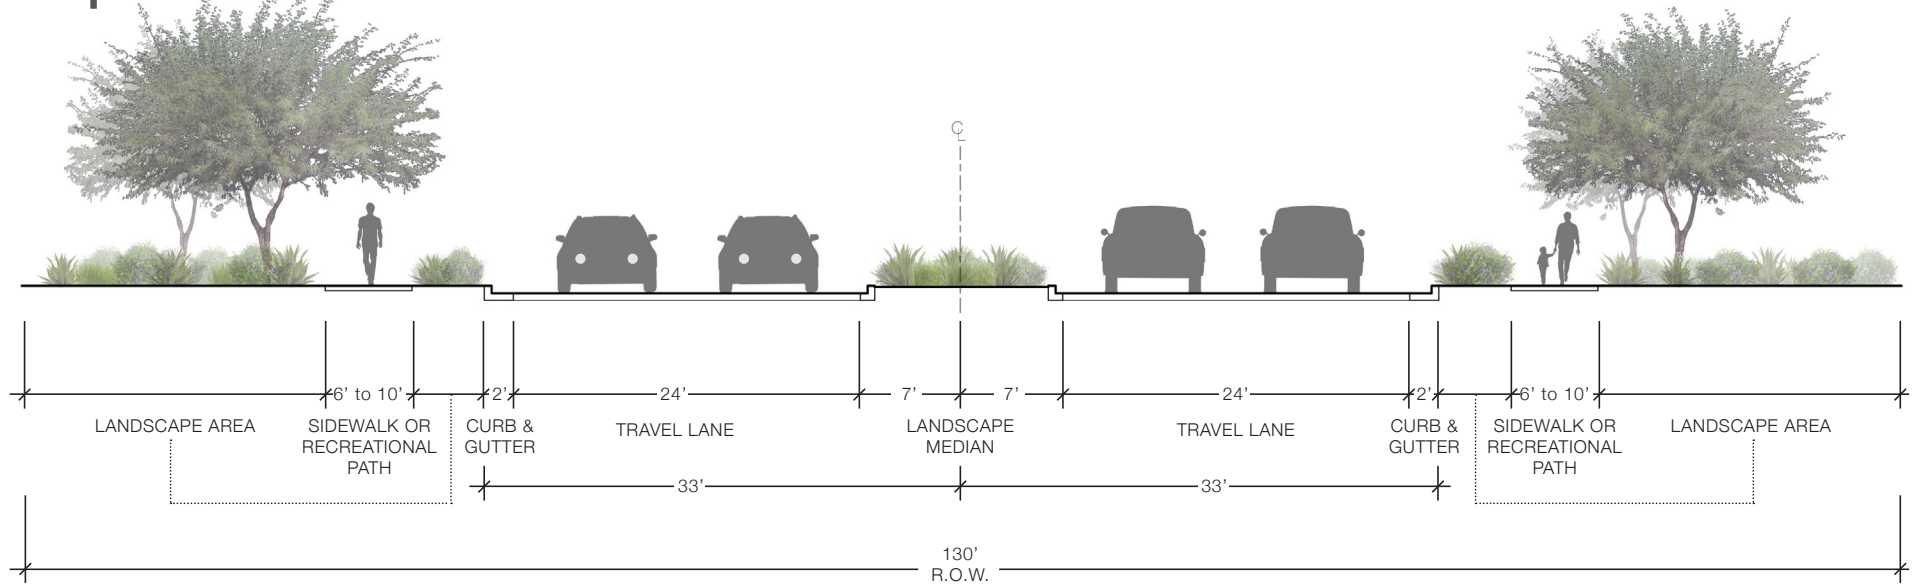 ℄
6’ to 10’ 2’ 24’ 7’ 7’ 24’ 2’ 6’ to 10’
LANDSCAPE AREA
SIDEWALK OR
RECREATIONAL
PATH
CURB &
GUTTER
TRAVEL LANE
LANDSCAPE
MEDIAN
TRAVEL LANE
CURB &
GUTTER
SIDEWALK OR
RECREATIONAL
PATH
LANDSCAPE AREA
33’ 33’
130’
R.O.W.